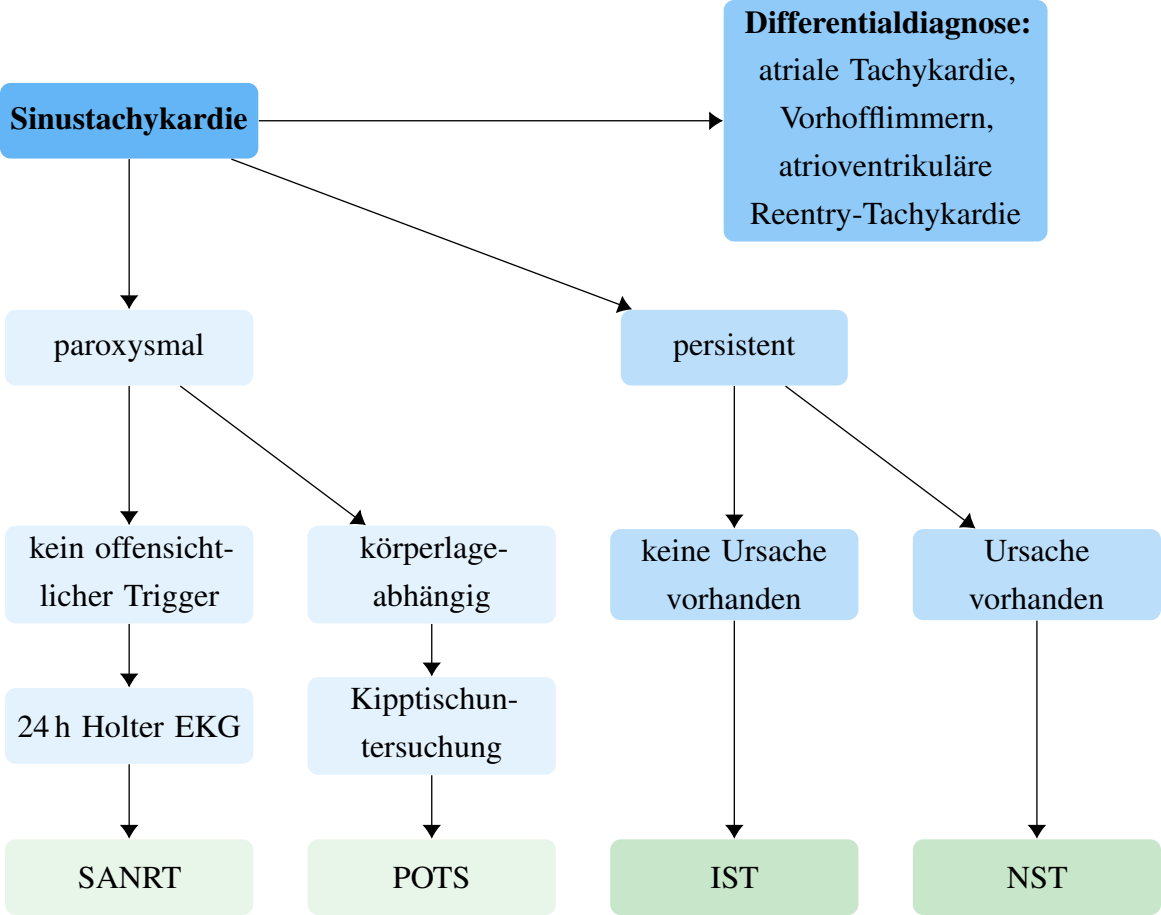 Differentialdiagnose:
atriale Tachykardie,
Vorhofflimmern,
atrioventrikuläre
Reentry-Tachykardie
Sinustachykardie
paroxysmal
persistent
kein offensicht-
licher Trigger
körperlage-
abhängig
keine Ursache
vorhanden
Ursache
vorhanden
24 h Holter EKG
Kipptischun-
tersuchung
SANRT
POTS
IST
NST